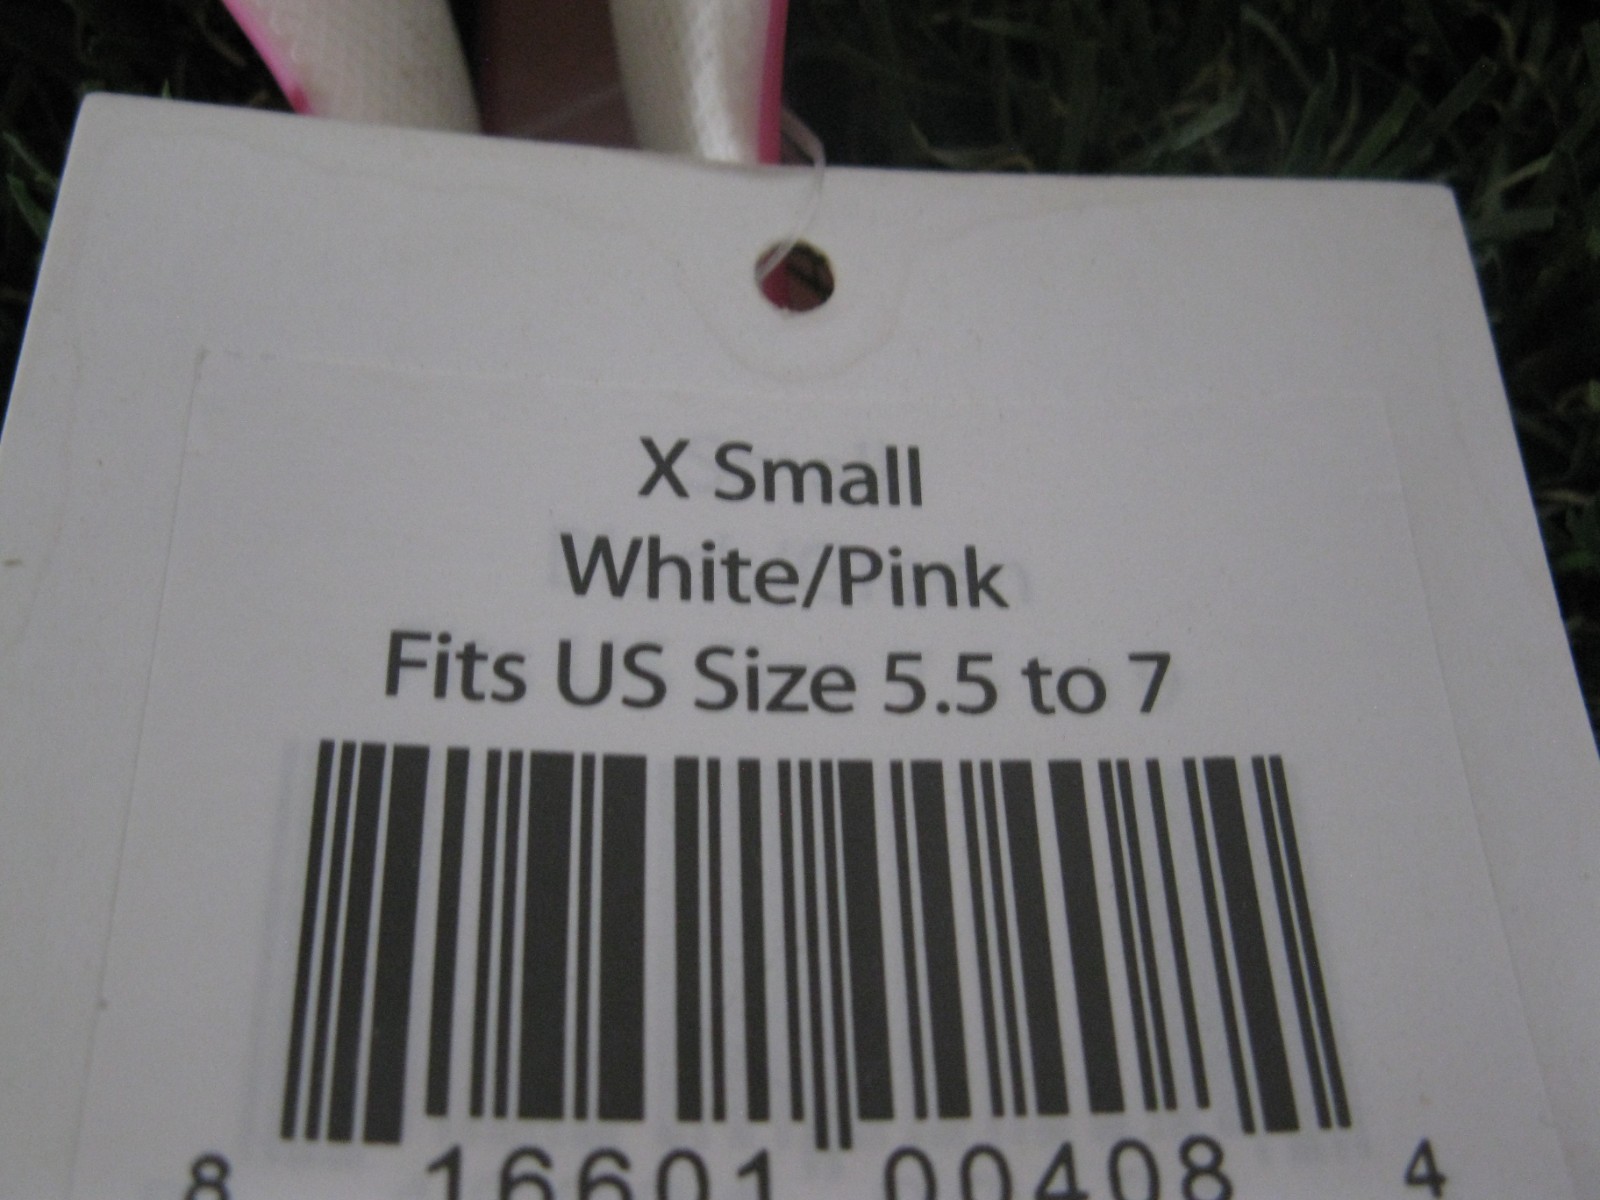 X Small
White/Pink
Fits US Size 5.5 to 7
8 16601 00408 4